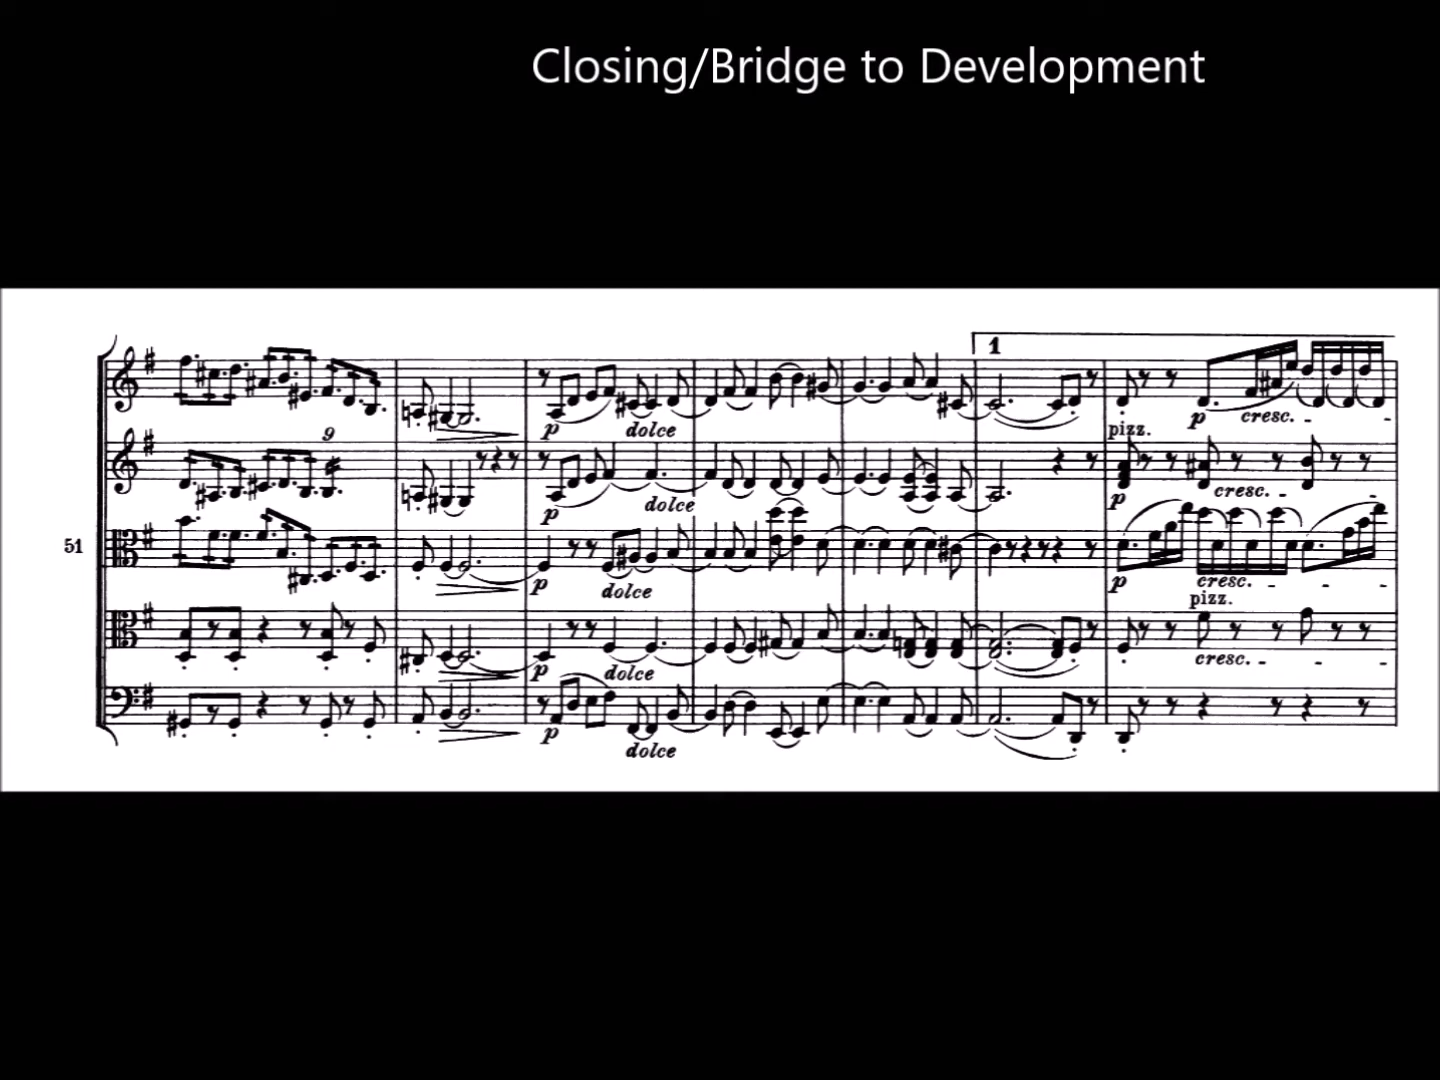 Closing/Bridge to Development
1
9
p dolce p cresc. -  -
pizz.
p dolce p cresc. -  -
51
p dolce p cresc. -  -  -
pizz.
p dolce cresc. -  -  -
p dolce